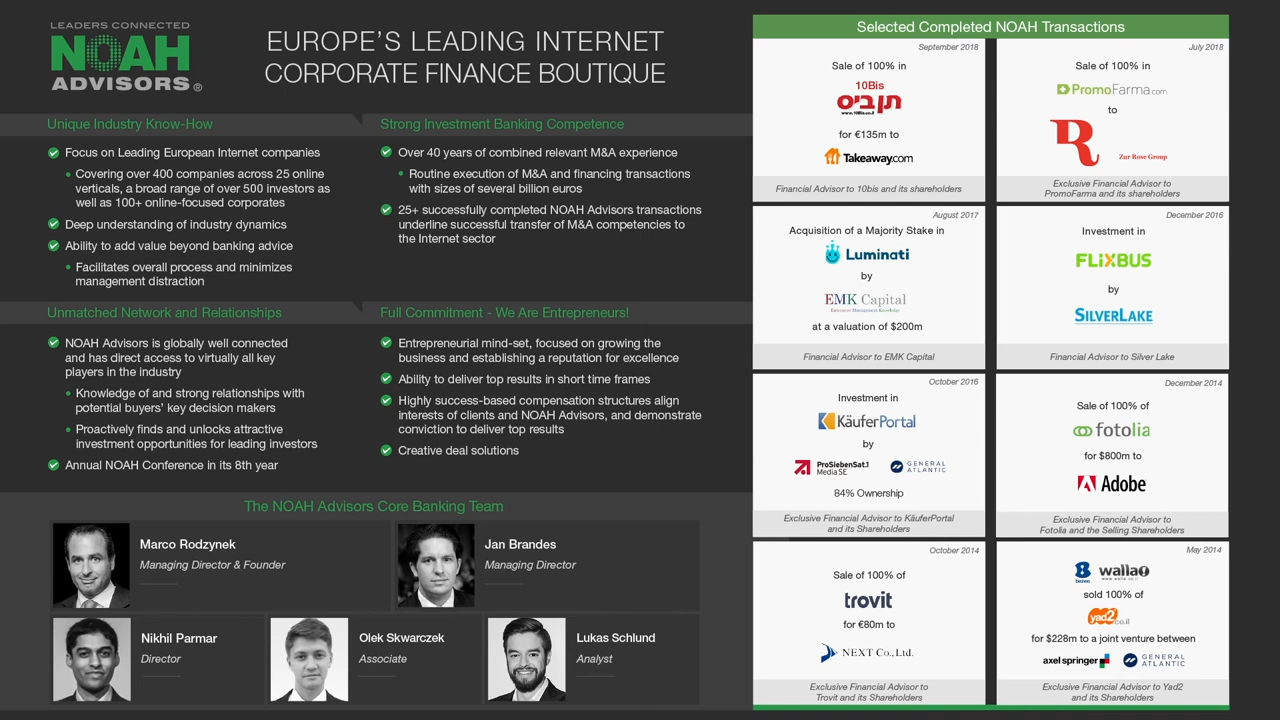 LEADERS CONNECTED
NOAH
ADVISORS®
EUROPE'S LEADING INTERNET
CORPORATE FINANCE BOUTIQUE
Unique Industry Know-How
Focus on Leading European Internet companies
• Covering over 400 companies across 25 online
verticals, a broad range of over 500 investors as
well as 100+ online-focused corporates
Deep understanding of industry dynamics
Ability to add value beyond banking advice
• Facilitates overall process and minimizes
management distraction
Strong Investment Banking Competence
Over 40 years of combined relevant M&A experience
• Routine execution of M&A and financing transactions
with sizes of several billion euros
25+ successfully completed NOAH Advisors transactions
underline successful transfer of M&A competencies to
the Internet sector
Unmatched Network and Relationships
NOAH Advisors is globally well connected
and has direct access to virtually all key
players in the industry
• Knowledge of and strong relationships with
potential buyers' key decision makers
• Proactively finds and unlocks attractive
investment opportunities for leading investors
Annual NOAH Conference in its 8th year
Full Commitment - We Are Entrepreneurs!
Entrepreneurial mind-set, focused on growing the
business and establishing a reputation for excellence
Ability to deliver top results in short time frames
Highly success-based compensation structures align
interests of clients and NOAH Advisors, and demonstrate
conviction to deliver top results
Creative deal solutions
The NOAH Advisors Core Banking Team
Marco Rodzynek
Managing Director & Founder
Jan Brandes
Managing Director
Nikhil Parmar
Director
Olek Skwarczek
Associate
Lukas Schlund
Analyst
Selected Completed NOAH Transactions
September 2018
Sale of 100% in
10Bis
תן ביס
www.10Bis.co.il
for €135m to
Takeaway.com
Financial Advisor to 10bis and its shareholders
July 2018
Sale of 100% in
PromoFarma.com
to
R
Zur Rose Group
Exclusive Financial Advisor to
PromoFarma and its shareholders
August 2017
Acquisition of a Majority Stake in
Luminati
by
EMK Capital
Entrepreneur Management Knowledge
at a valuation of $200m
Financial Advisor to EMK Capital
December 2016
Investment in
FLiXBUS
by
SILVERLAKE
Financial Advisor to Silver Lake
October 2016
Investment in
KäuferPortal
by
ProSiebenSat.1
Media SE
GENERAL
ATLANTIC
84% Ownership
Exclusive Financial Advisor to KäuferPortal
and its Shareholders
December 2014
Sale of 100% of
fotolia
for $800m to
Adobe
Exclusive Financial Advisor to
Fotolia and the Selling Shareholders
October 2014
Sale of 100% of
trovit
for €80m to
NEXT Co., Ltd.
Exclusive Financial Advisor to
Trovit and its Shareholders
May 2014
bezeq
walla!
www.walla.co.il
sold 100% of
yad2.co.il
for $228m to a joint venture between
axel springer
GENERAL
ATLANTIC
Exclusive Financial Advisor to Yad2
and its Shareholders